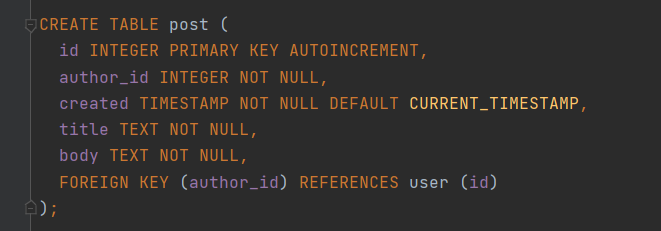 CREATE TABLE post (
  id INTEGER PRIMARY KEY AUTOINCREMENT,
  author_id INTEGER NOT NULL,
  created TIMESTAMP NOT NULL DEFAULT CURRENT_TIMESTAMP,
  title TEXT NOT NULL,
  body TEXT NOT NULL,
  FOREIGN KEY (author_id) REFERENCES user (id)
);